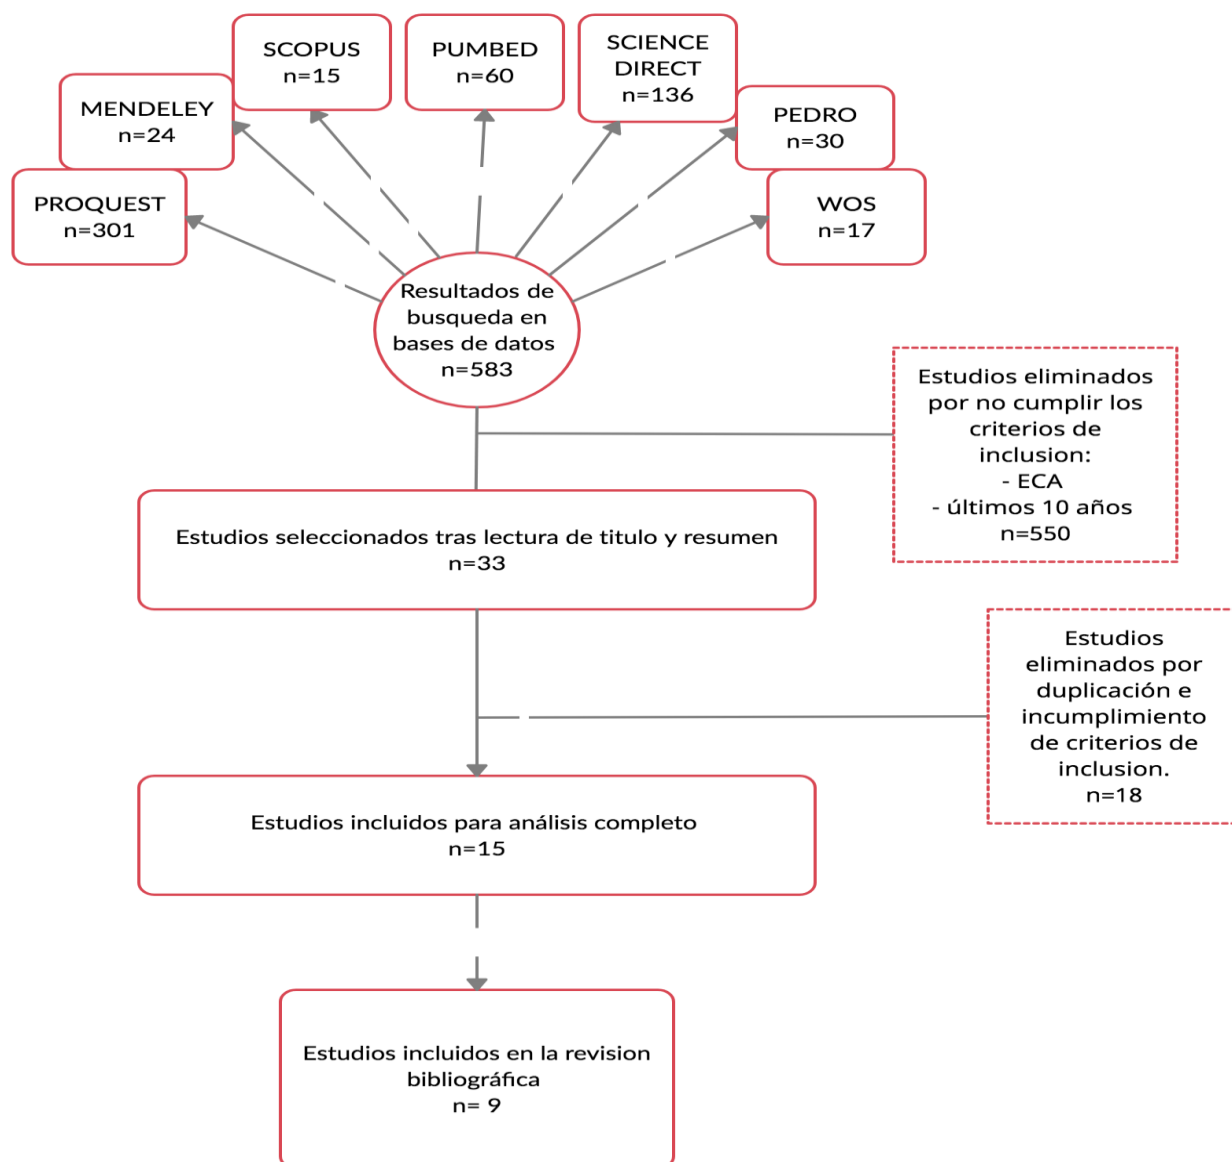 SCOPUS
n=15
PUMBED
n=60
SCIENCE
DIRECT
n=136
MENDELEY
n=24
PEDRO
n=30
PROQUEST
n=301
WOS
n=17
Resultados de
busqueda en
bases de datos
n=583
Estudios eliminados
por no cumplir los
criterios de
inclusion:
- ECA
- últimos 10 años
n=550
Estudios seleccionados tras lectura de titulo y resumen
n=33
Estudios
eliminados por
duplicación e
incumplimiento
de criterios de
inclusion.
n=18
Estudios incluidos para análisis completo
n=15
Estudios incluidos en la revision
bibliográfica
n= 9